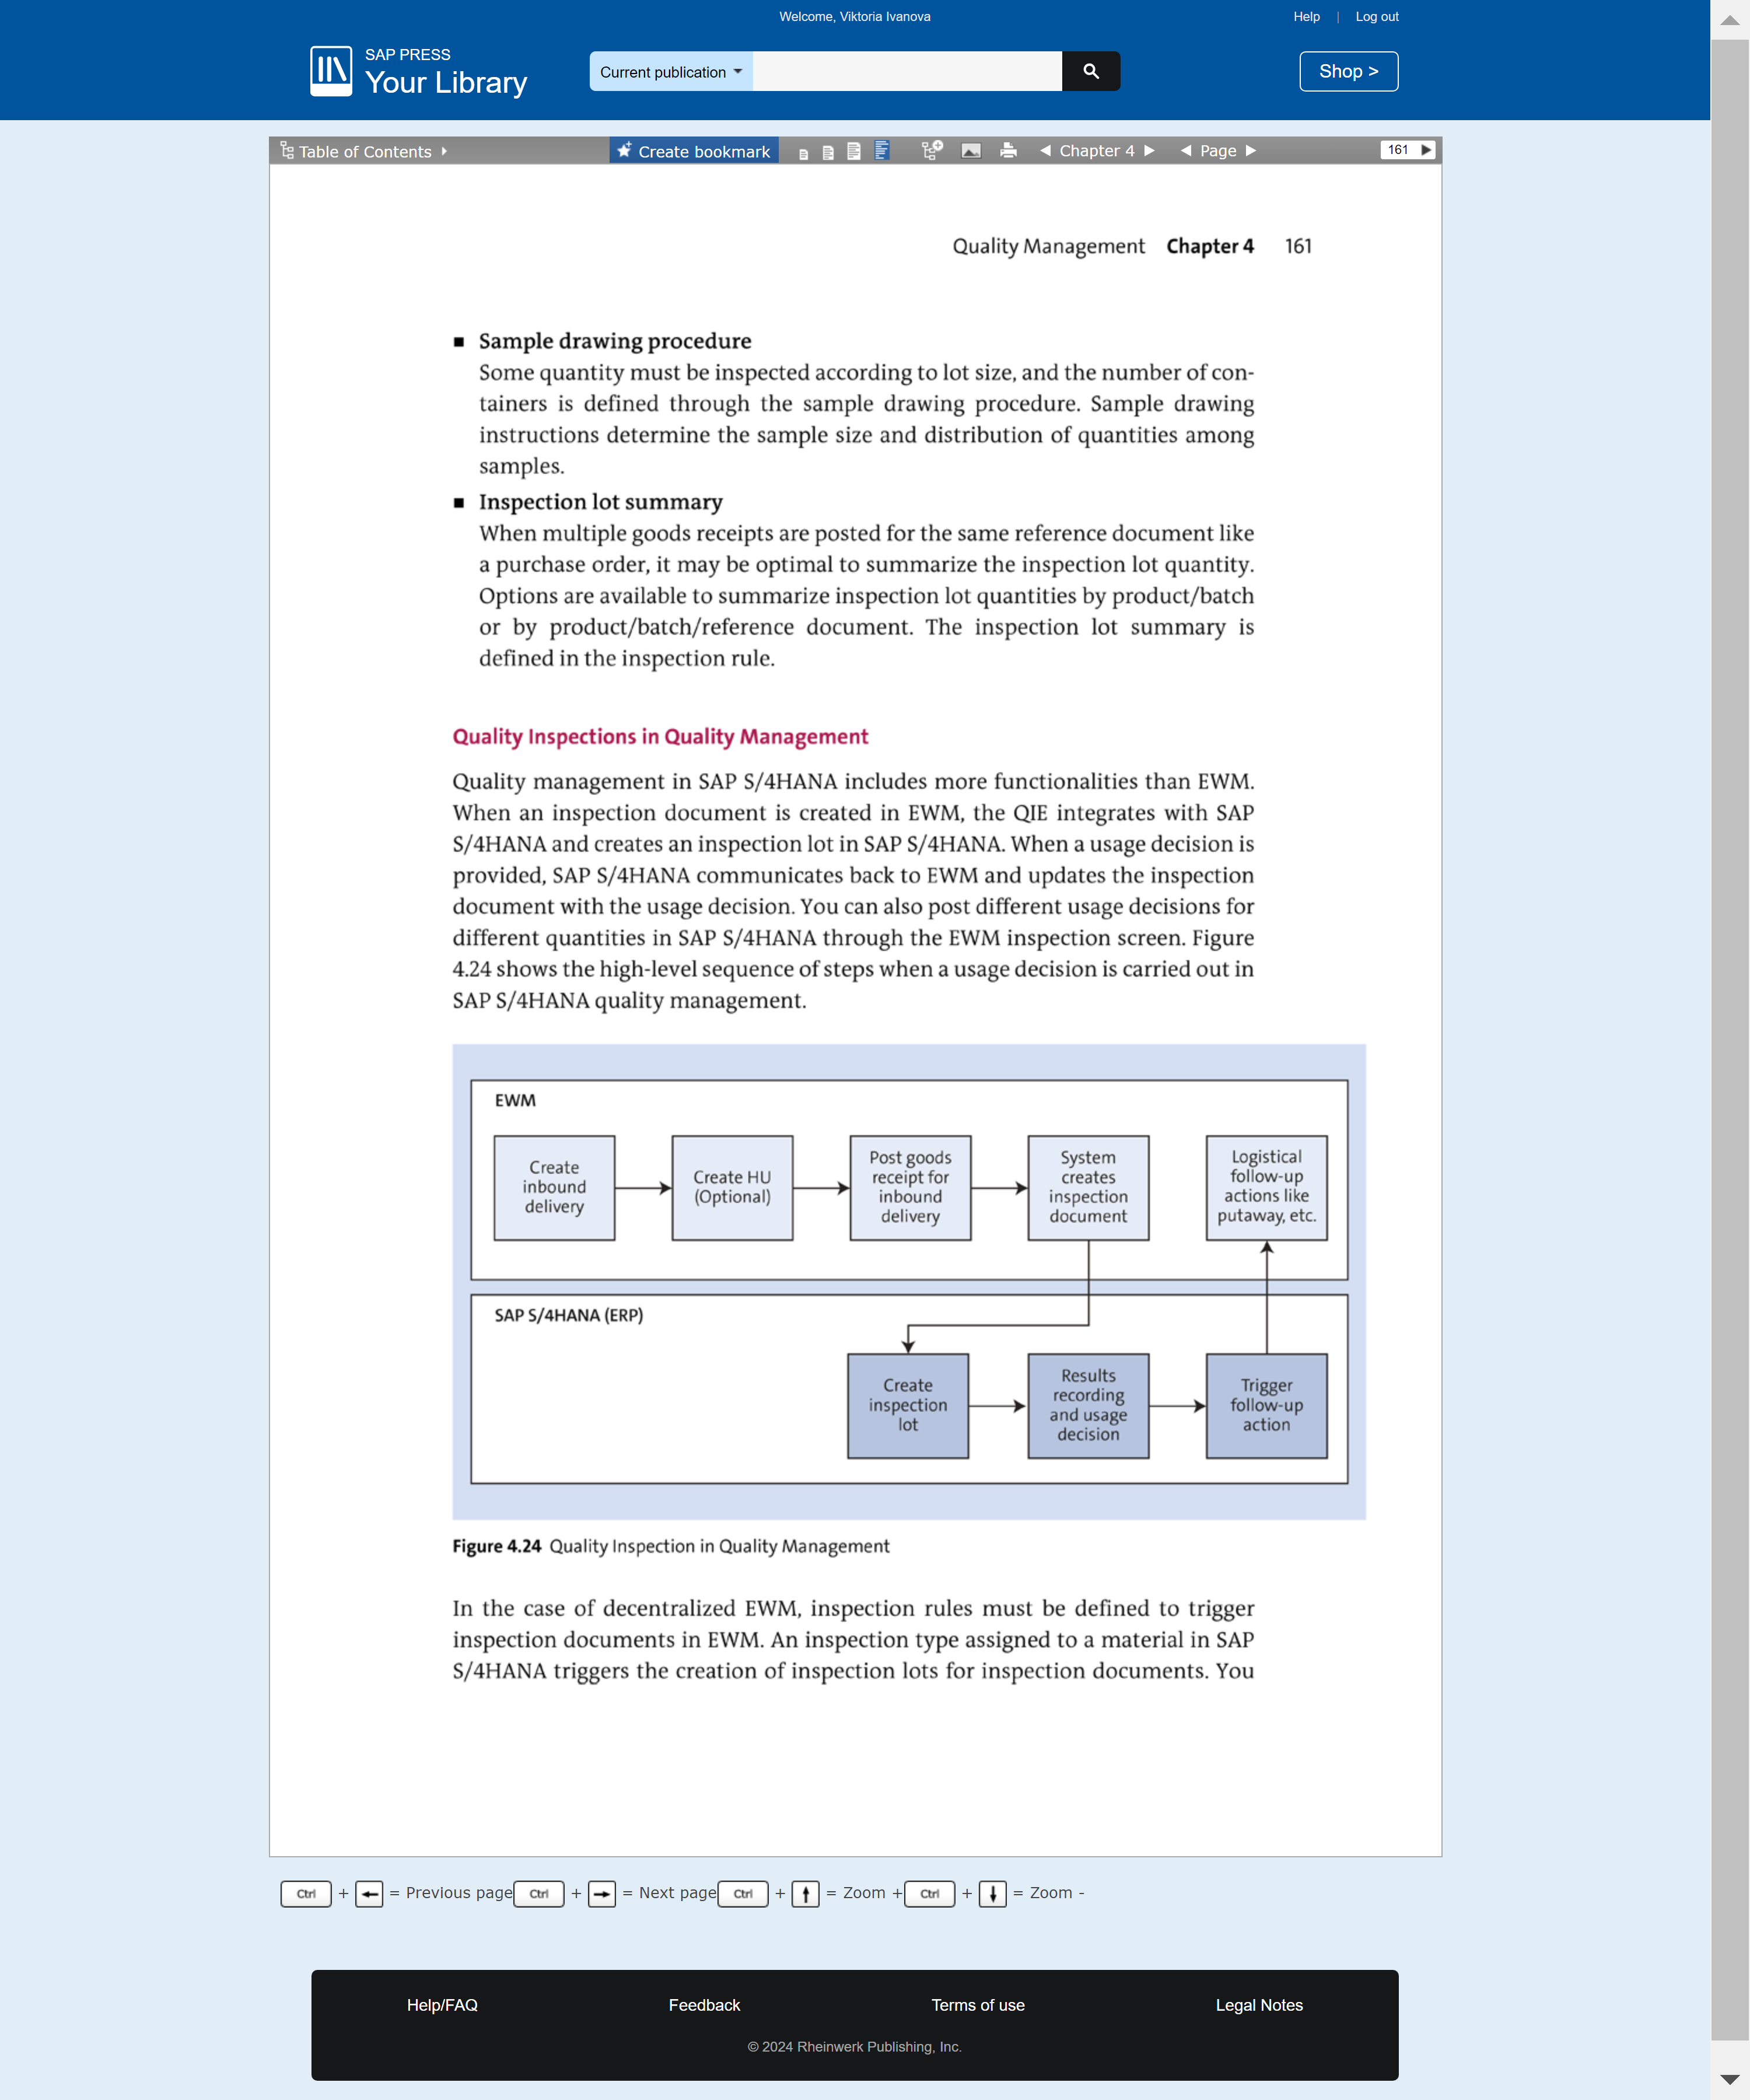 Welcome, Viktoria Ivanova
Help | Log out
SAP PRESS
Your Library
Current publication
Shop >
Table of Contents
Create bookmark
Chapter 4
Page
161
Quality Management Chapter 4 161
■ Sample drawing procedure
Some quantity must be inspected according to lot size, and the number of con-
tainers is defined through the sample drawing procedure. Sample drawing
instructions determine the sample size and distribution of quantities among
samples.
■ Inspection lot summary
When multiple goods receipts are posted for the same reference document like
a purchase order, it may be optimal to summarize the inspection lot quantity.
Options are available to summarize inspection lot quantities by product/batch
or by product/batch/reference document. The inspection lot summary is
defined in the inspection rule.
Quality Inspections in Quality Management
Quality management in SAP S/4HANA includes more functionalities than EWM.
When an inspection document is created in EWM, the QIE integrates with SAP
S/4HANA and creates an inspection lot in SAP S/4HANA. When a usage decision is
provided, SAP S/4HANA communicates back to EWM and updates the inspection
document with the usage decision. You can also post different usage decisions for
different quantities in SAP S/4HANA through the EWM inspection screen. Figure
4.24 shows the high-level sequence of steps when a usage decision is carried out in
SAP S/4HANA quality management.
EWM
Create
inbound
delivery
Create HU
(Optional)
Post goods
receipt for
inbound
delivery
System
creates
inspection
document
Logistical
follow-up
actions like
putaway, etc.
SAP S/4HANA (ERP)
Create
inspection
lot
Results
recording
and usage
decision
Trigger
follow-up
action
Figure 4.24 Quality Inspection in Quality Management
In the case of decentralized EWM, inspection rules must be defined to trigger
inspection documents in EWM. An inspection type assigned to a material in SAP
S/4HANA triggers the creation of inspection lots for inspection documents. You
Ctrl + ← = Previous page Ctrl + → = Next page Ctrl + ↑ = Zoom + Ctrl + ↓ = Zoom -
Help/FAQ
Feedback
Terms of use
Legal Notes
© 2024 Rheinwerk Publishing, Inc.